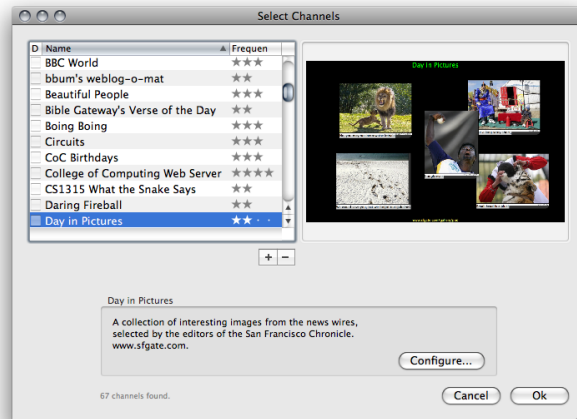 Select Channels
D Name Frequen
BBC World ★★★
bbum's weblog-o-mat ★★
Beautiful People ★★★
Bible Gateway's Verse of the Day ★★
Boing Boing ★★★
Circuits ★★★
CoC Birthdays ★★★
College of Computing Web Server ★★★★
CS1315 What the Snake Says ★★
Daring Fireball ★★
Day in Pictures ★★
Day in Pictures
+ −
Day in Pictures
A collection of interesting images from the news wires,
selected by the editors of the San Francisco Chronicle.
www.sfgate.com.
Configure...
67 channels found.
Cancel Ok